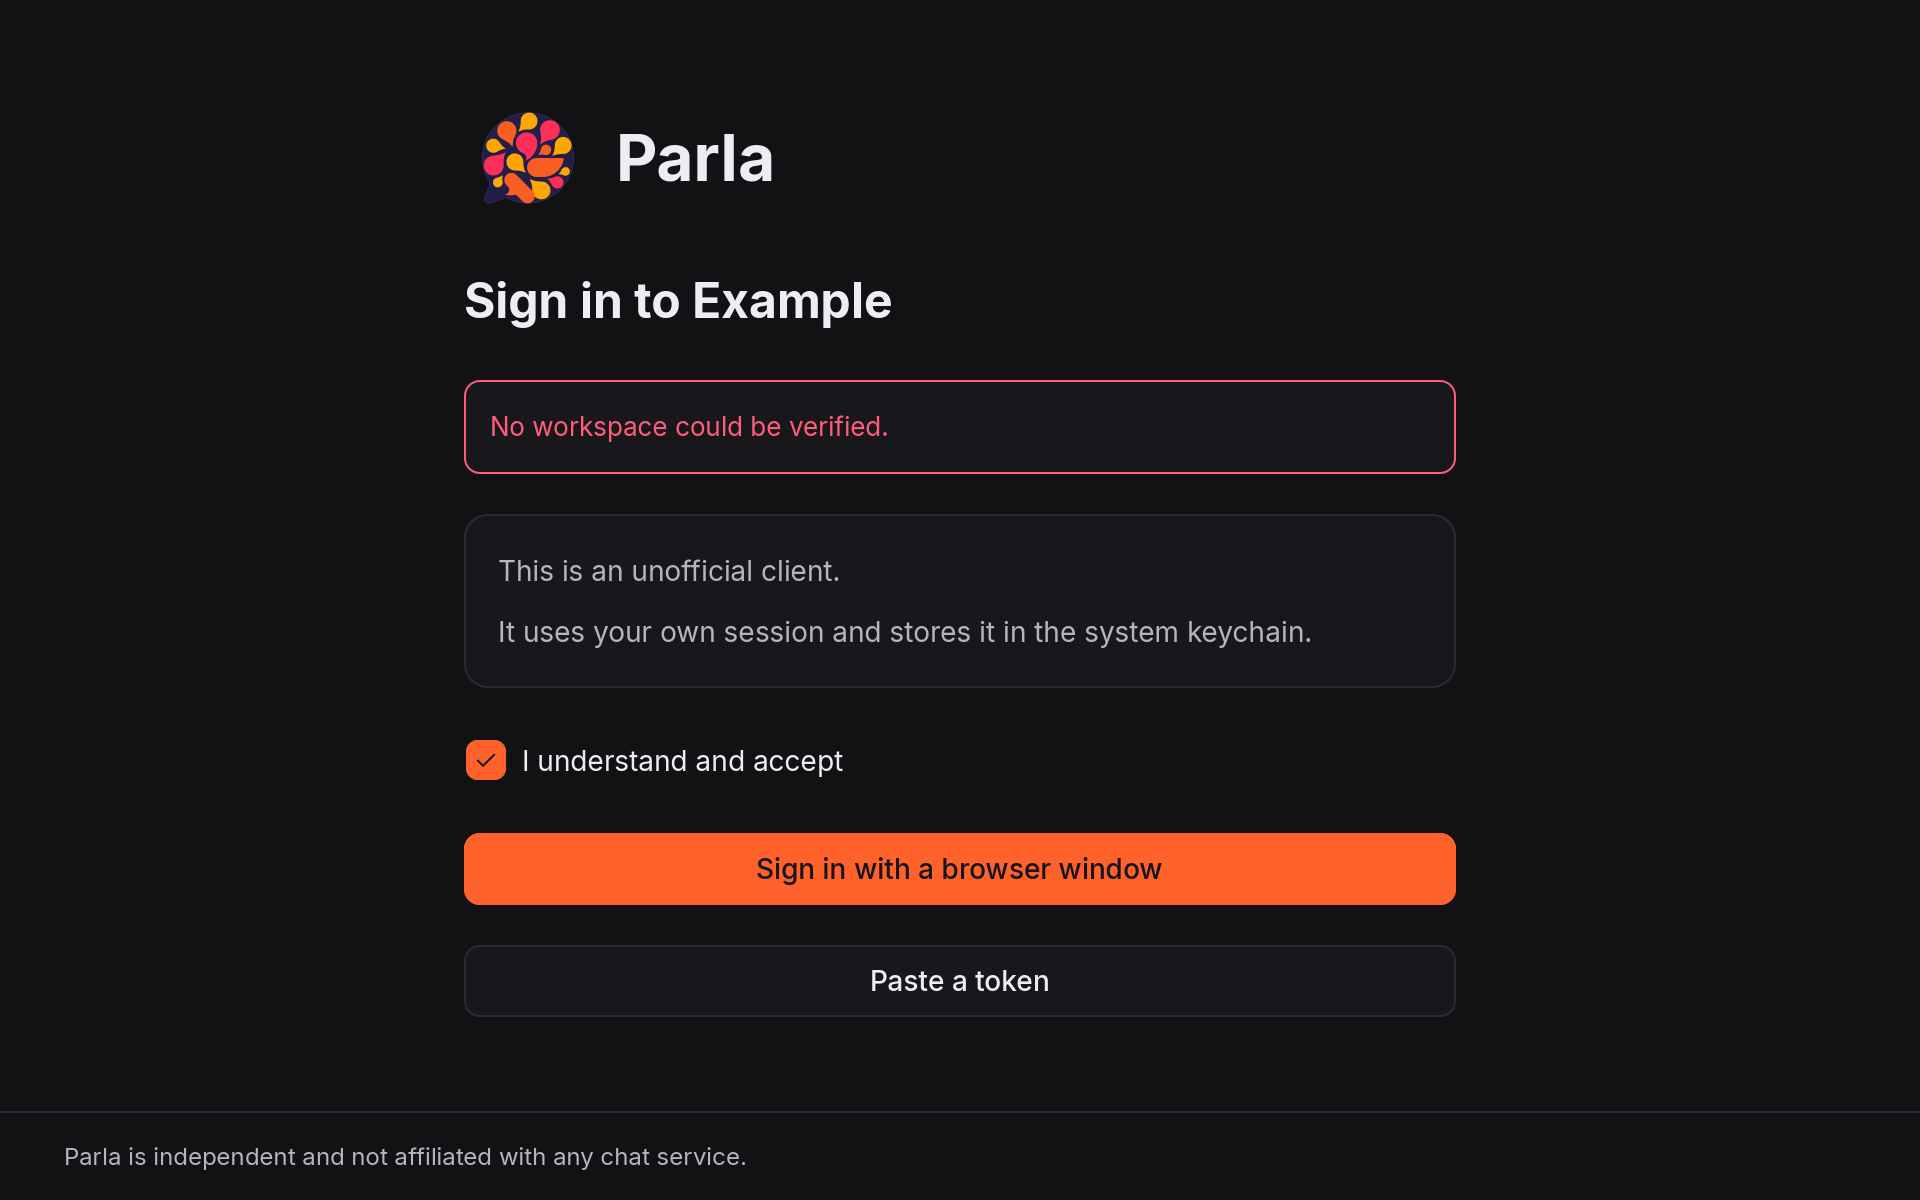 Parla
Sign in to Example
No workspace could be verified.
This is an unofficial client.
It uses your own session and stores it in the system keychain.
I understand and accept
Sign in with a browser window
Paste a token
Parla is independent and not affiliated with any chat service.